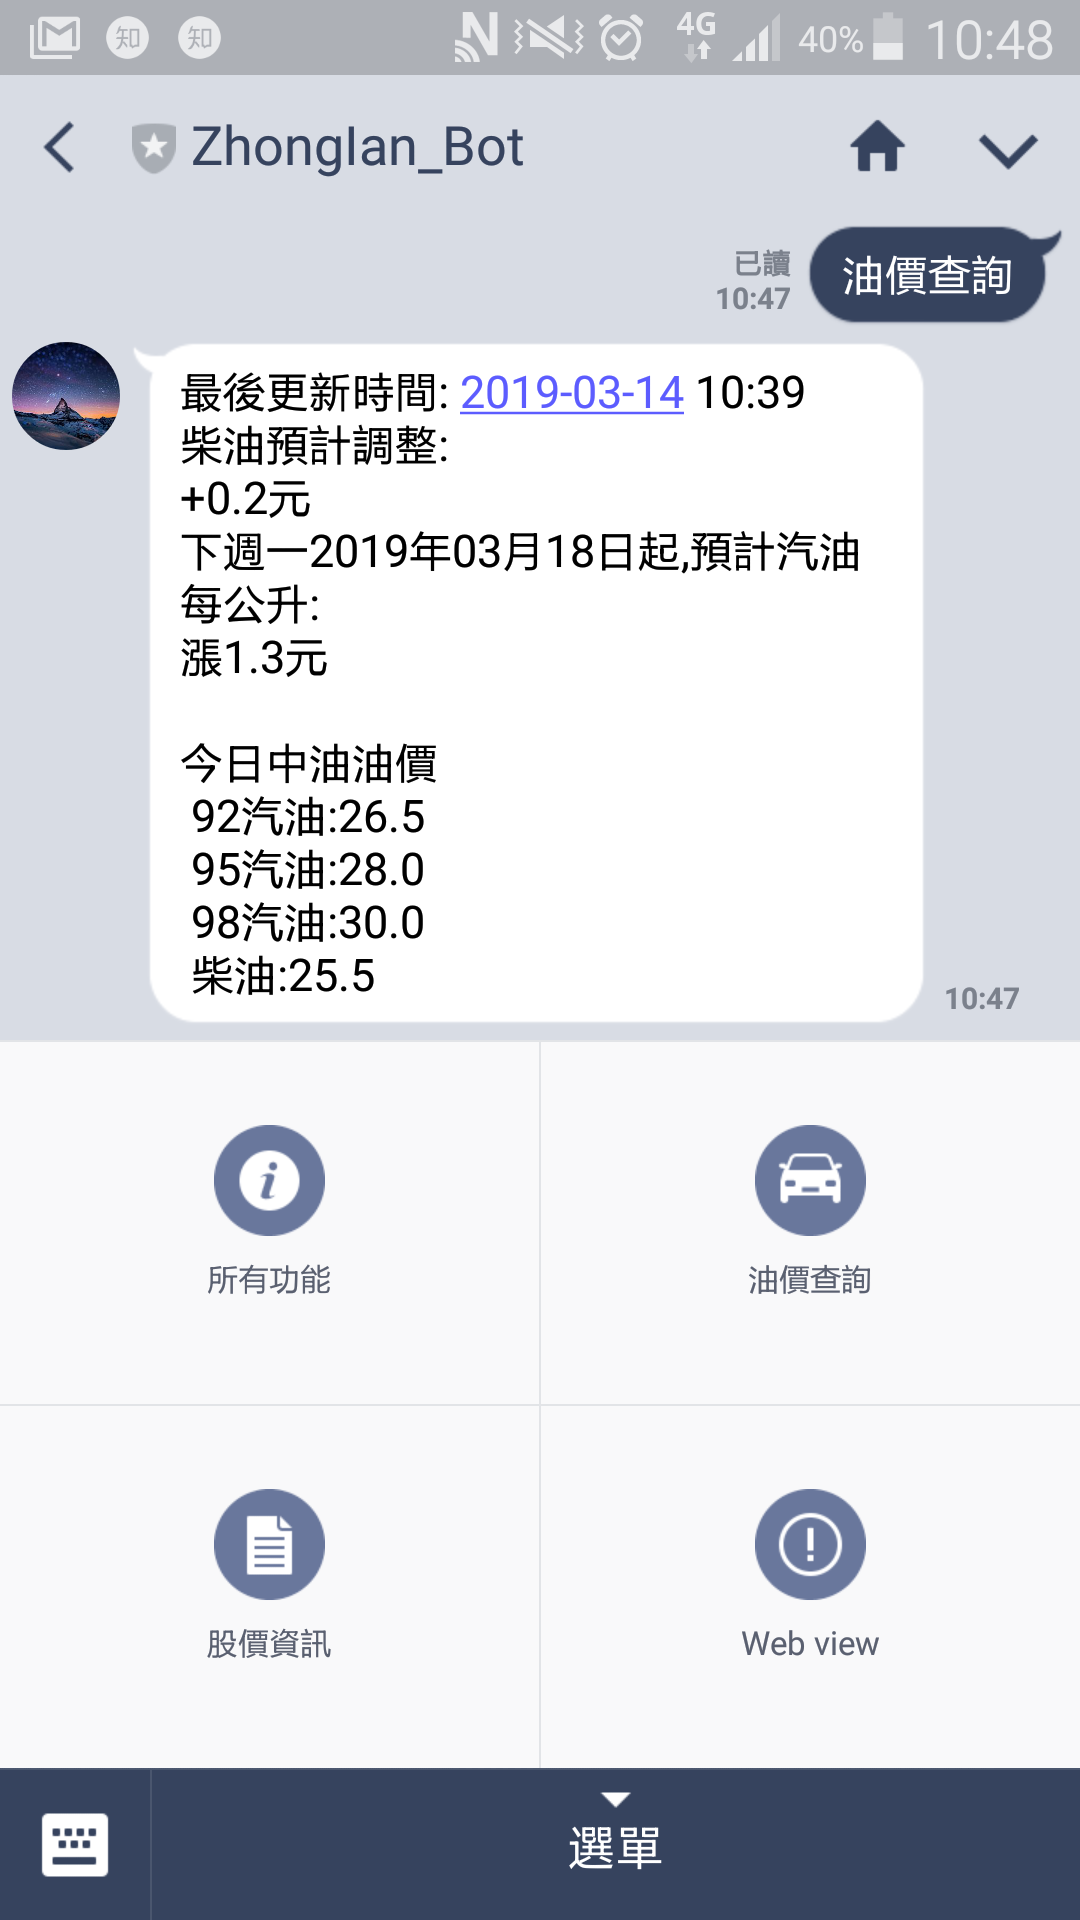 知 知 4G 40% 10:48
ZhongIan_Bot
已讀
10:47
油價查詢
最後更新時間: 2019-03-14 10:39
柴油預計調整:
+0.2元
下週一2019年03月18日起,預計汽油
每公升:
漲1.3元
今日中油油價
92汽油:26.5
95汽油:28.0
98汽油:30.0
柴油:25.5
10:47
所有功能
油價查詢
股價資訊
Web view
選單